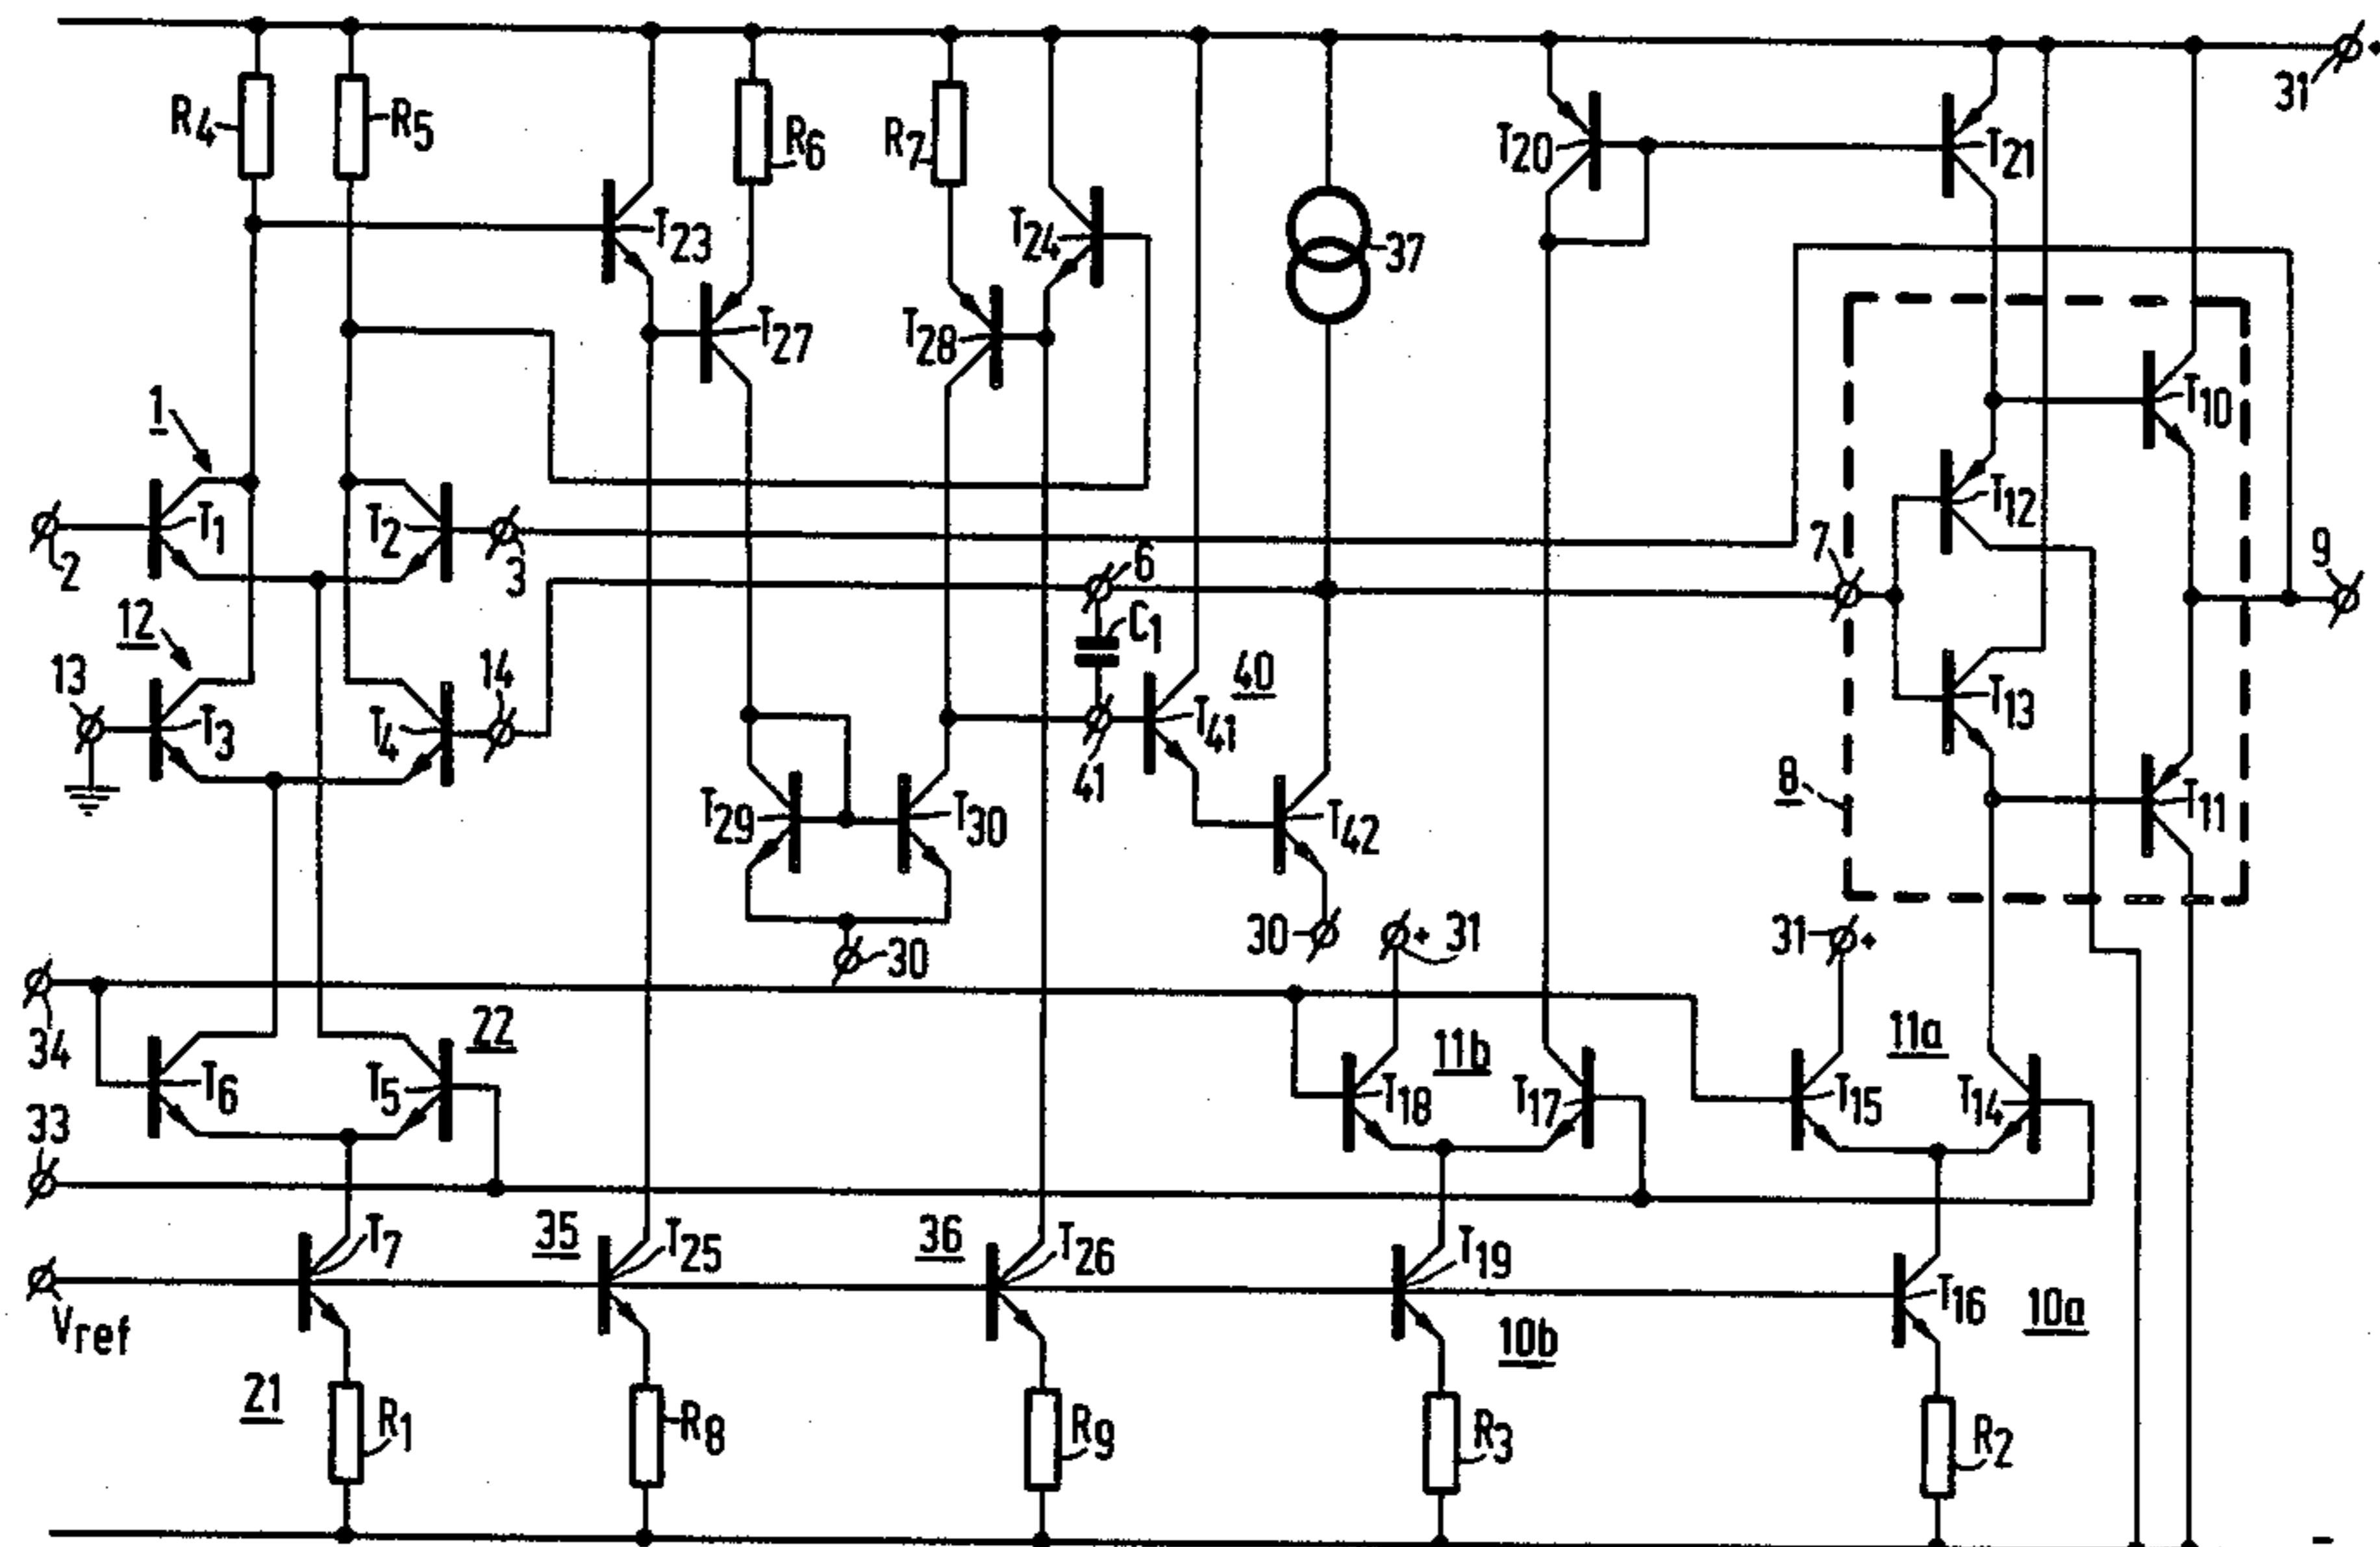 +
31
R4
R5
R6
R7
T20
T21
T23
T24
37
T27
T28
T10
1
T1
T2
T12
2
3
6
7
9
12
C1
13
14
40
T3
T4
T41
T13
41
8
T29
T30
T42
T11
30
30
+ 31
31 +
34
22
11b
11a
T6
T5
T18
T17
T15
T14
33
T7
35
T25
36
T26
T19
T16
10a
Vref
10b
21
R1
R8
R9
R3
R2
-